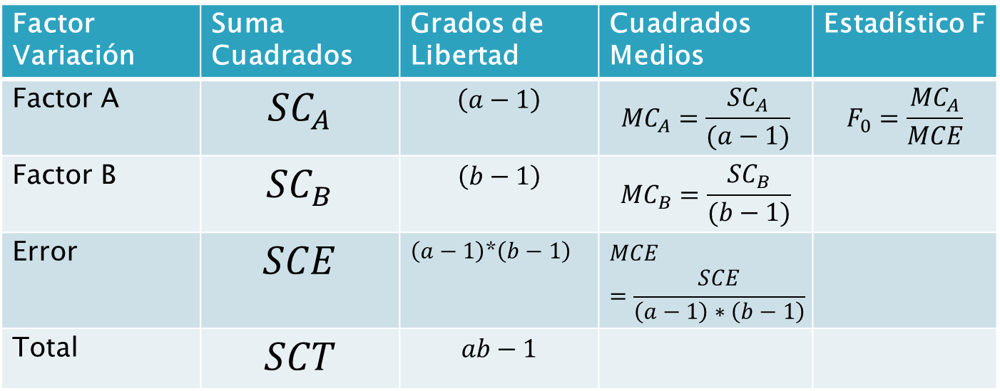 Factor Variación | Suma Cuadrados | Grados de Libertad | Cuadrados Medios | Estadístico F
Factor A | $SC_A$ | $(a-1)$ | $MC_A = \frac{SC_A}{(a-1)}$ | $F_0 = \frac{MC_A}{MCE}$
Factor B | $SC_B$ | $(b-1)$ | $MC_B = \frac{SC_B}{(b-1)}$
Error | $SCE$ | $(a-1)*(b-1)$ | $MCE = \frac{SCE}{(a-1)*(b-1)}$
Total | $SCT$ | $ab-1$